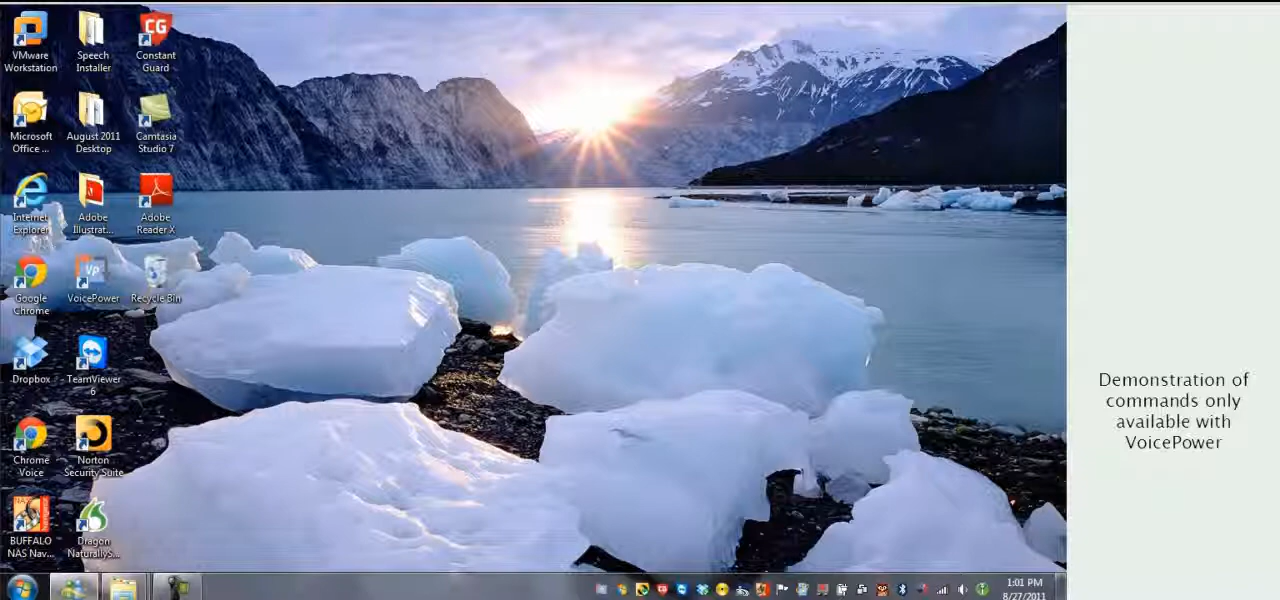 VMware
Workstation
Speech
Installer
CG
Constant
Guard
Microsoft
Office ...
August 2011
Desktop
Camtasia
Studio 7
Internet
Explorer
Adobe
Illustrat...
Adobe
Reader X
Google
Chrome
VP
VoicePower
Recycle Bin
Dropbox
TeamViewer
6
Chrome
Voice
Norton
Security Suite
BUFFALO
NAS Nav...
Dragon
NaturallyS...
Demonstration of
commands only
available with
VoicePower
1:01 PM
8/27/2011